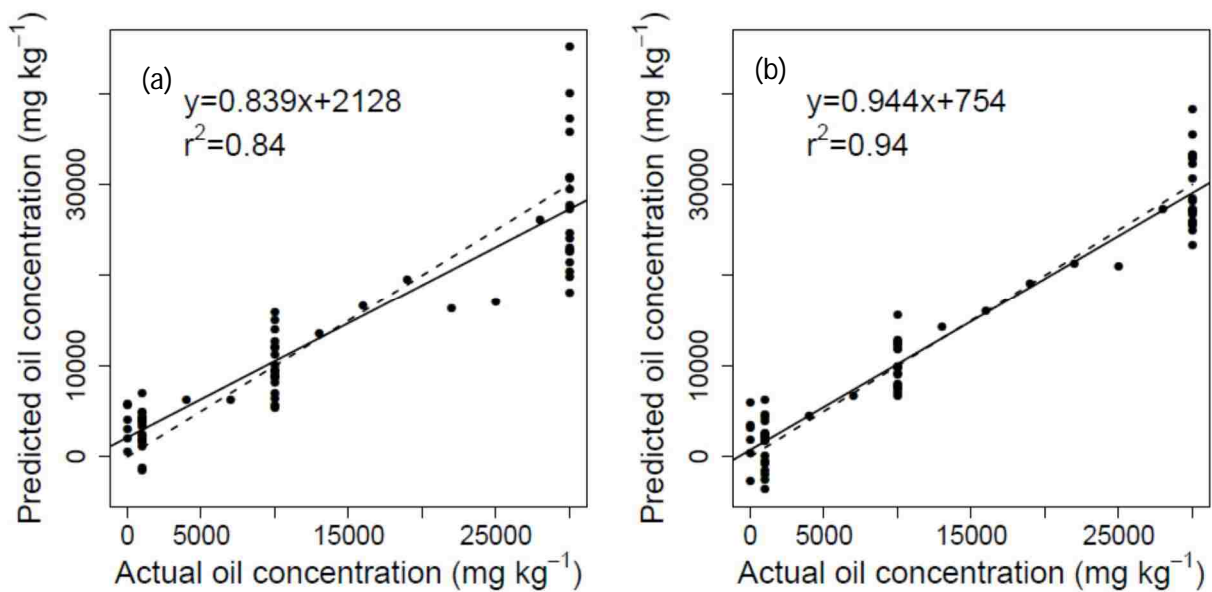 (a)
y=0.839x+2128
r²=0.84
Predicted oil concentration (mg kg⁻¹)
0
10000
30000
0
5000
15000
25000
Actual oil concentration (mg kg⁻¹)
(b)
y=0.944x+754
r²=0.94
Predicted oil concentration (mg kg⁻¹)
0
10000
30000
0
5000
15000
25000
Actual oil concentration (mg kg⁻¹)